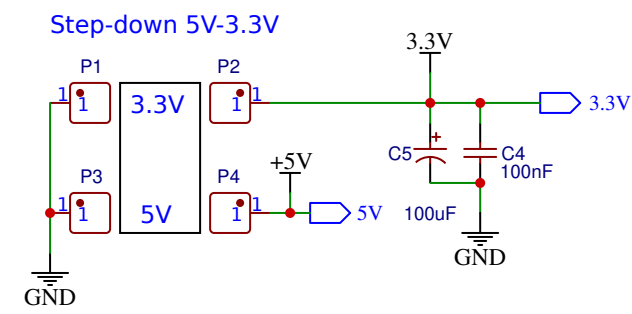 Step-down 5V-3.3V
3.3V
P1
P2
1
1
3.3V
1
1
3.3V
+
C5
C4
100nF
P3
P4
+5V
1
1
5V
1
1
5V
100uF
GND
GND